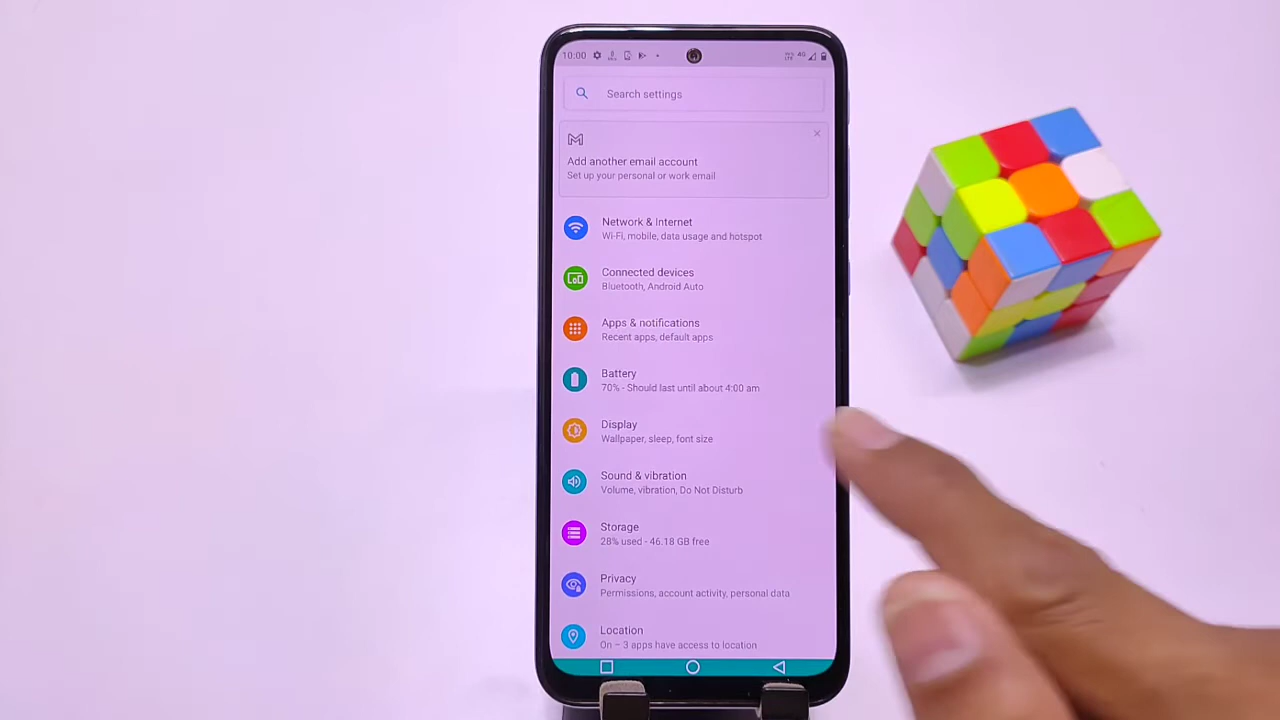 10:00
4G
Search settings
Add another email account
Set up your personal or work email
Network & Internet
Wi-Fi, mobile, data usage and hotspot
Connected devices
Bluetooth, Android Auto
Apps & notifications
Recent apps, default apps
Battery
70% - Should last until about 4:00 am
Display
Wallpaper, sleep, font size
Sound & vibration
Volume, vibration, Do Not Disturb
Storage
28% used - 46.18 GB free
Privacy
Permissions, account activity, personal data
Location
On – 3 apps have access to location